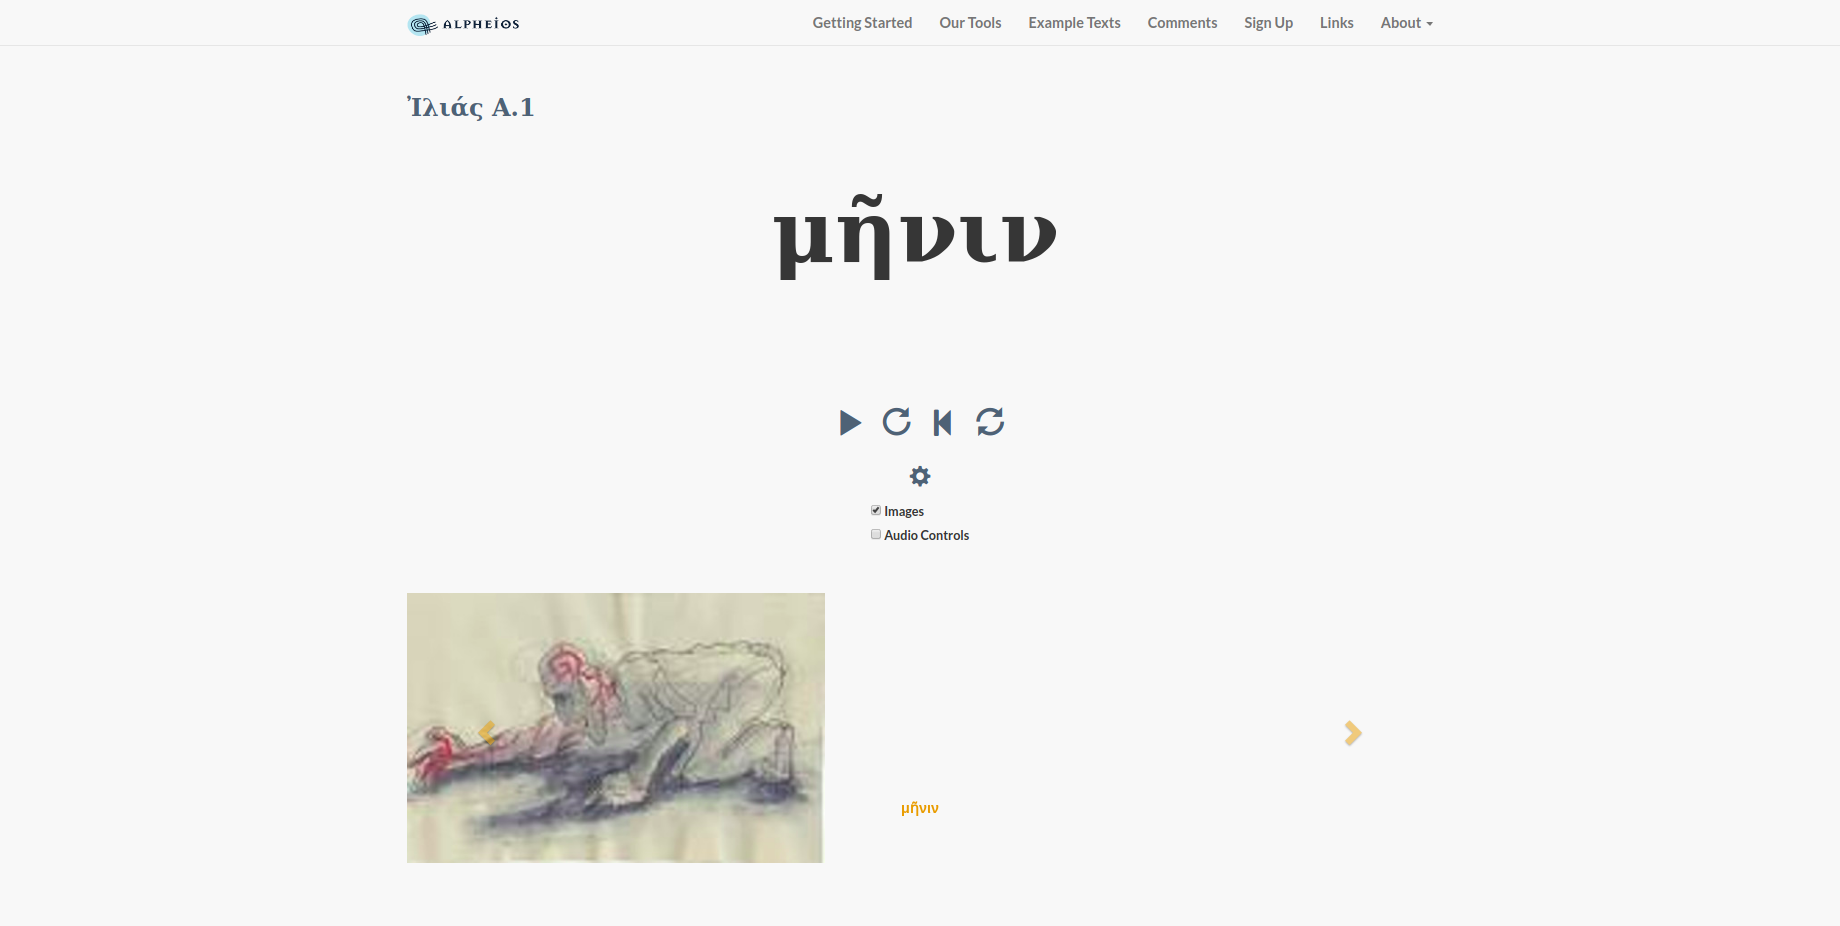 ALPHEIOS
Getting Started Our Tools Example Texts Comments Sign Up Links About
Ἰλιάς Α.1
μῆνιν
Images
Audio Controls
μῆνιν